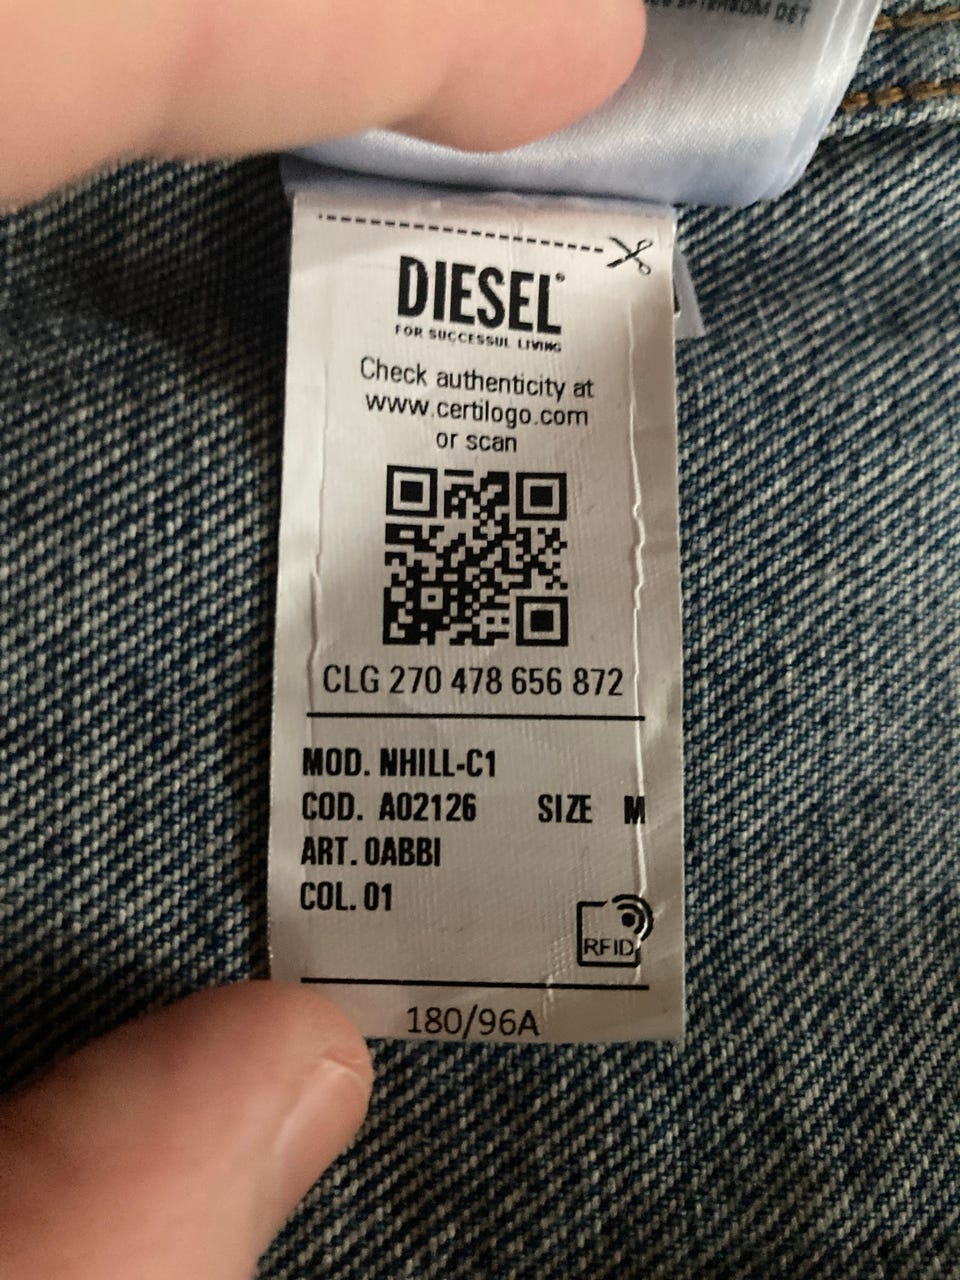 DET
DIESEL
FOR SUCCESSUL LIVING
Check authenticity at
www.certilogo.com
or scan
CLG 270 478 656 872
MOD. NHILL-C1
COD. A02126 SIZE M
ART. 0ABBI
COL. 01
RFID
180/96A